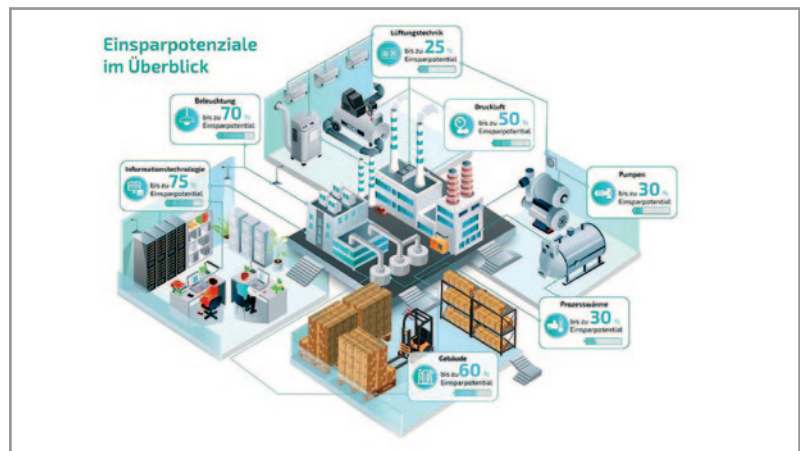 Einsparpotenziale
im Überblick
Lüftungstechnik
bis zu 25 %
Einsparpotential
Beleuchtung
bis zu 70 %
Einsparpotential
Druckluft
bis zu 50 %
Einsparpotential
Informationstechnologie
bis zu 75 %
Einsparpotential
Pumpen
bis zu 30 %
Einsparpotential
Prozesswärme
bis zu 30 %
Einsparpotential
Gebäude
bis zu 60 %
Einsparpotential